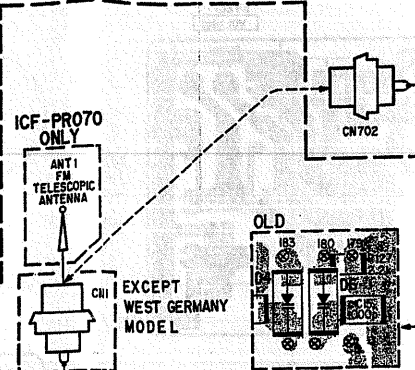 ICF-PRO70
ONLY
ANT1
FM
TELESCOPIC
ANTENNA
CN702
OLD
183
180
CN1
EXCEPT
WEST GERMANY
MODEL